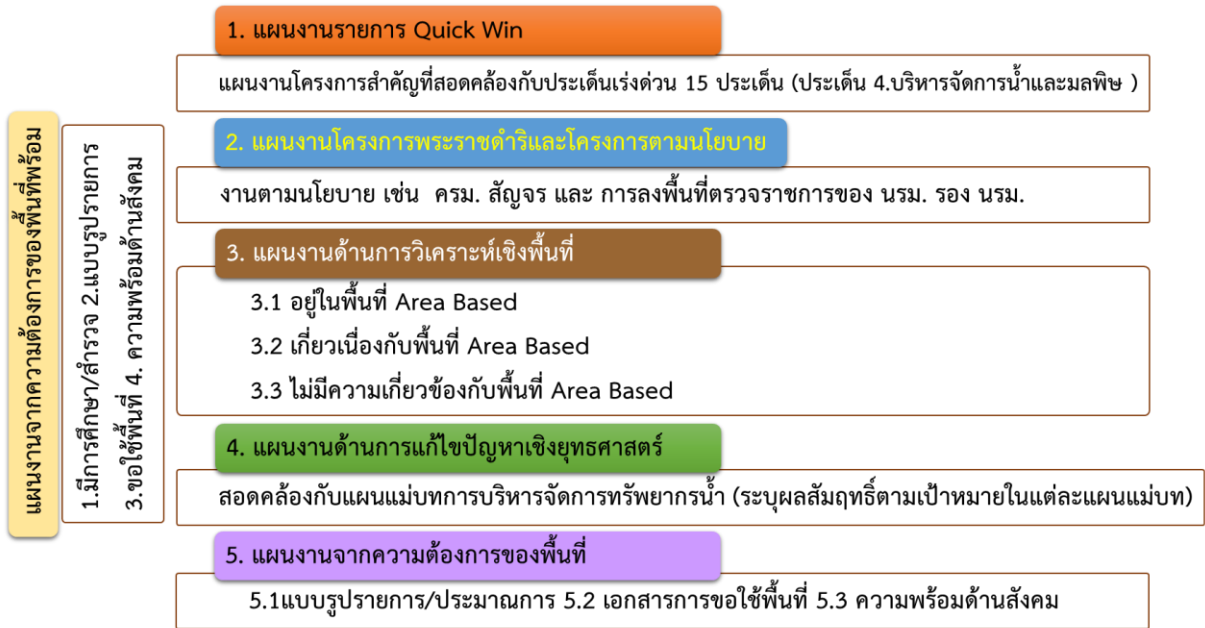 แผนงานจากความต้องการของพื้นที่พร้อม
1.มีการศึกษา/สำรวจ 2.แบบรูปรายการ
3.ขอใช้พื้นที่ 4. ความพร้อมด้านสังคม
1. แผนงานรายการ Quick Win
แผนงานโครงการสำคัญที่สอดคล้องกับประเด็นเร่งด่วน 15 ประเด็น (ประเด็น 4.บริหารจัดการน้ำและมลพิษ )
2. แผนงานโครงการพระราชดำริและโครงการตามนโยบาย
งานตามนโยบาย เช่น ครม. สัญจร และ การลงพื้นที่ตรวจราชการของ นรม. รอง นรม.
3. แผนงานด้านการวิเคราะห์เชิงพื้นที่
3.1 อยู่ในพื้นที่ Area Based
3.2 เกี่ยวเนื่องกับพื้นที่ Area Based
3.3 ไม่มีความเกี่ยวข้องกับพื้นที่ Area Based
4. แผนงานด้านการแก้ไขปัญหาเชิงยุทธศาสตร์
สอดคล้องกับแผนแม่บทการบริหารจัดการทรัพยากรน้ำ (ระบุผลสัมฤทธิ์ตามเป้าหมายในแต่ละแผนแม่บท)
5. แผนงานจากความต้องการของพื้นที่
5.1แบบรูปรายการ/ประมาณการ 5.2 เอกสารการขอใช้พื้นที่ 5.3 ความพร้อมด้านสังคม